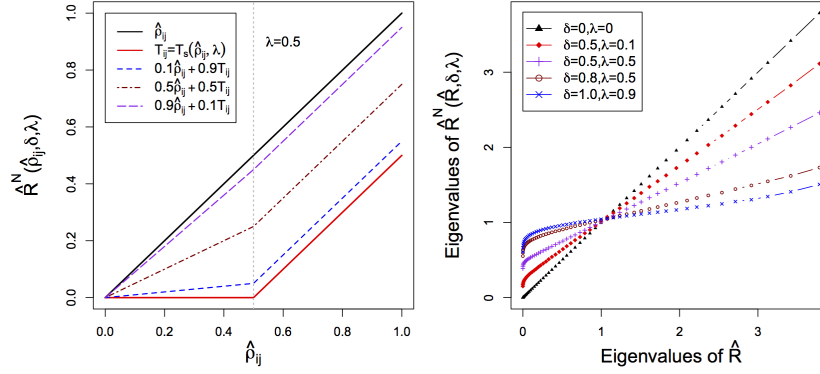 ρ̂ij
Tij=Ts(ρ̂ij, λ)
0.1ρ̂ij + 0.9Tij
0.5ρ̂ij + 0.5Tij
0.9ρ̂ij + 0.1Tij
λ=0.5
1.0
0.8
0.6
0.4
0.2
0.0
R̂^N (ρ̂ij,δ,λ)
0.0 0.2 0.4 0.6 0.8 1.0
ρ̂ij
δ=0,λ=0
δ=0.5,λ=0.1
δ=0.5,λ=0.5
δ=0.8,λ=0.5
δ=1.0,λ=0.9
3
2
1
0
Eigenvalues of R̂^N(R̂,δ,λ)
0 1 2 3
Eigenvalues of R̂